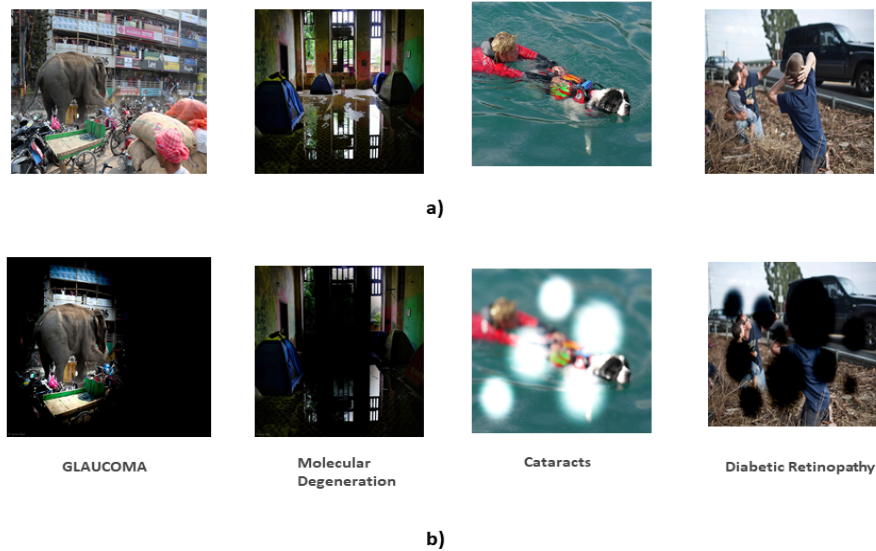 a)
GLAUCOMA
Molecular
Degeneration
Cataracts
Diabetic Retinopathy
b)